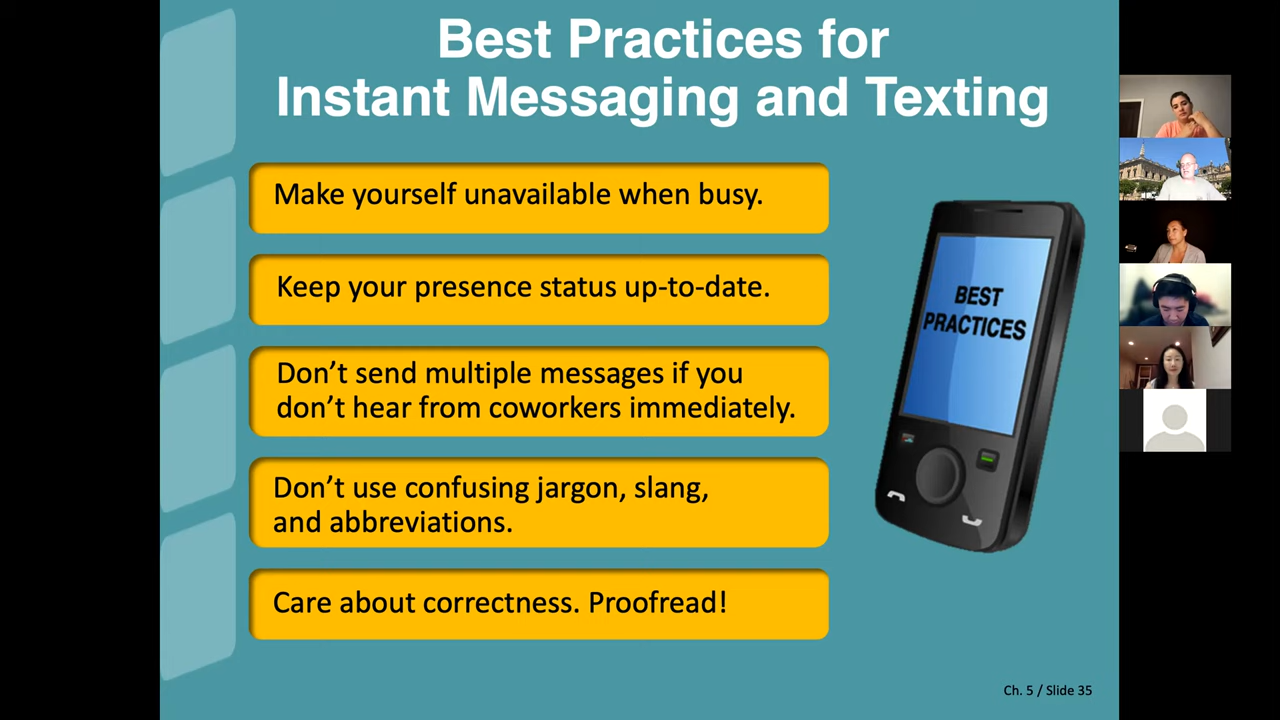 Best Practices for
Instant Messaging and Texting
Make yourself unavailable when busy.
Keep your presence status up-to-date.
Don’t send multiple messages if you
don’t hear from coworkers immediately.
Don’t use confusing jargon, slang,
and abbreviations.
Care about correctness. Proofread!
BEST
PRACTICES
Ch. 5 / Slide 35